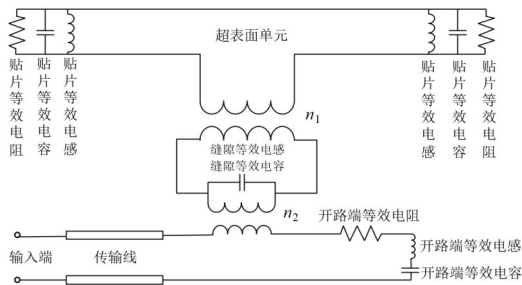 超表面单元
贴片等效电阻
贴片等效电容
贴片等效电感
贴片等效电感
贴片等效电容
贴片等效电阻
n1
缝隙等效电感
缝隙等效电容
n2
开路端等效电阻
输入端
传输线
开路端等效电感
开路端等效电容